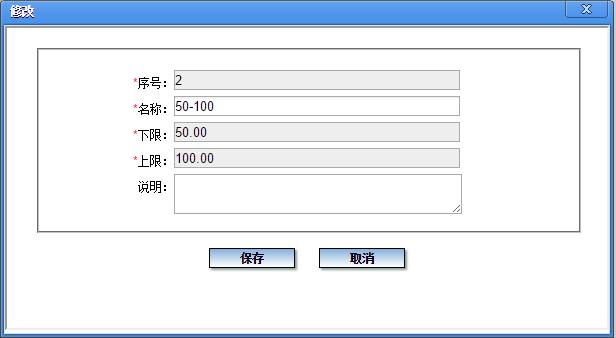 修改
*序号：2
*名称：50-100
*下限：50.00
*上限：100.00
说明：
保存 取消